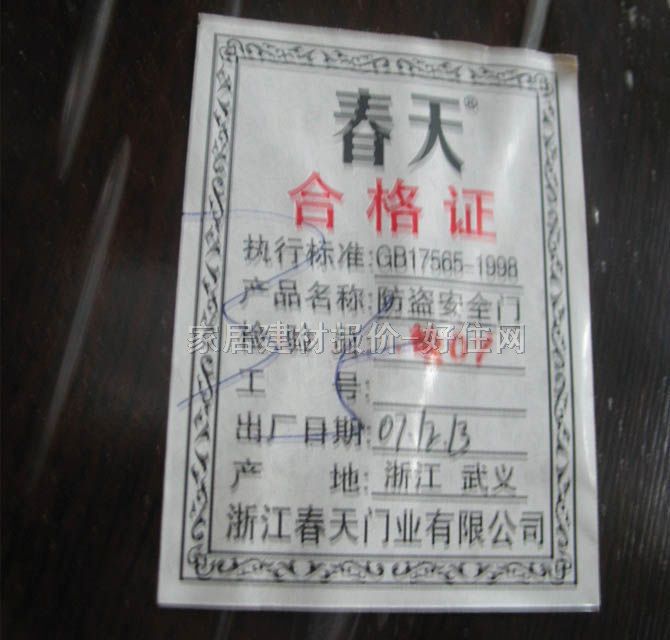 春天®
合格证
执行标准:GB17565-1998
产品名称:防盗安全门
家居建材报价-好住网
工 号:
出厂日期:07.12.13
产 地:浙江 武义
浙江春天门业有限公司